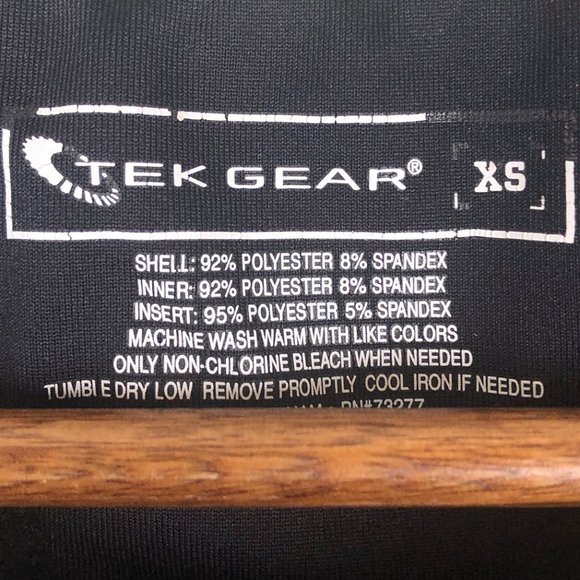 TEK GEAR® XS
SHELL: 92% POLYESTER 8% SPANDEX
INNER: 92% POLYESTER 8% SPANDEX
INSERT: 95% POLYESTER 5% SPANDEX
MACHINE WASH WARM WITH LIKE COLORS
ONLY NON-CHLORINE BLEACH WHEN NEEDED
TUMBLE DRY LOW REMOVE PROMPTLY COOL IRON IF NEEDED
RN#73277